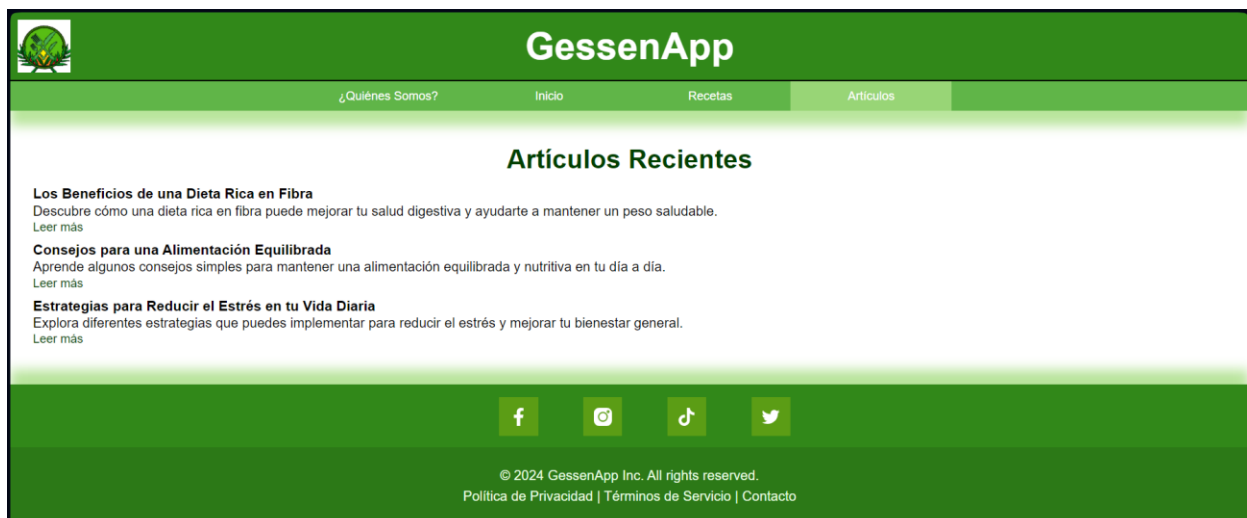 GessenApp
¿Quiénes Somos? Inicio Recetas Artículos
Artículos Recientes
Los Beneficios de una Dieta Rica en Fibra
Descubre cómo una dieta rica en fibra puede mejorar tu salud digestiva y ayudarte a mantener un peso saludable.
Leer más
Consejos para una Alimentación Equilibrada
Aprende algunos consejos simples para mantener una alimentación equilibrada y nutritiva en tu día a día.
Leer más
Estrategias para Reducir el Estrés en tu Vida Diaria
Explora diferentes estrategias que puedes implementar para reducir el estrés y mejorar tu bienestar general.
Leer más
© 2024 GessenApp Inc. All rights reserved.
Política de Privacidad | Términos de Servicio | Contacto